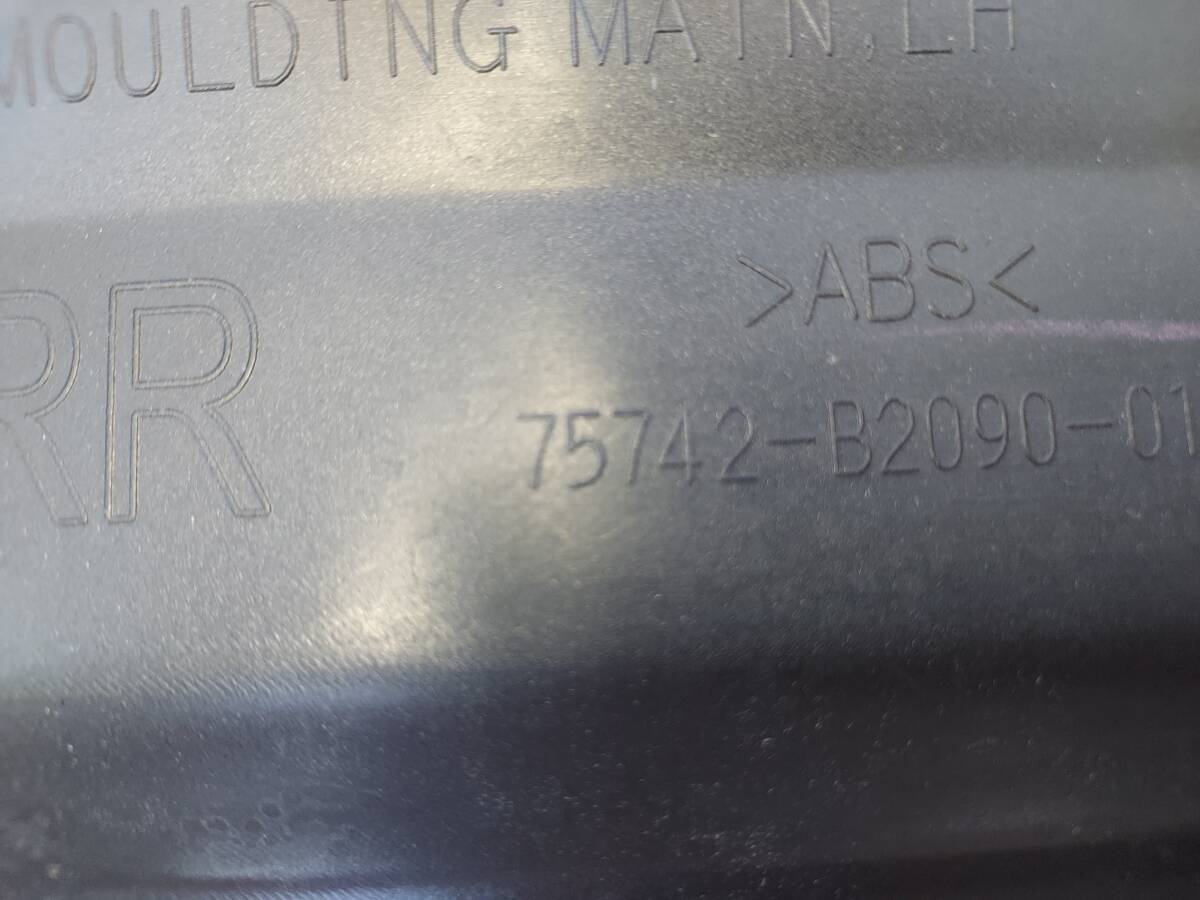 MOULDING MAIN, LH
>ABS<
RR
75742-B2090-01